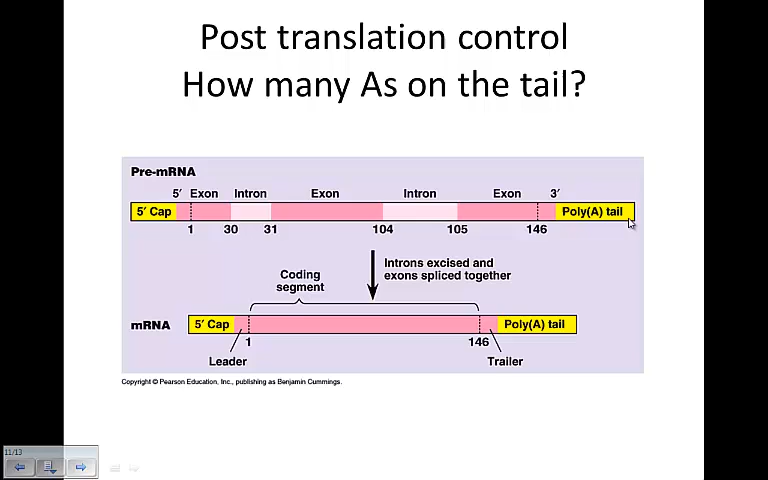 Post translation control
How many As on the tail?
Pre-mRNA
5′ Exon Intron Exon Intron Exon 3′
5′ Cap Poly(A) tail
1 30 31 104 105 146
Introns excised and
exons spliced together
Coding
segment
mRNA 5′ Cap Poly(A) tail
1 146
Leader Trailer
Copyright © Pearson Education, Inc., publishing as Benjamin Cummings.
11/13